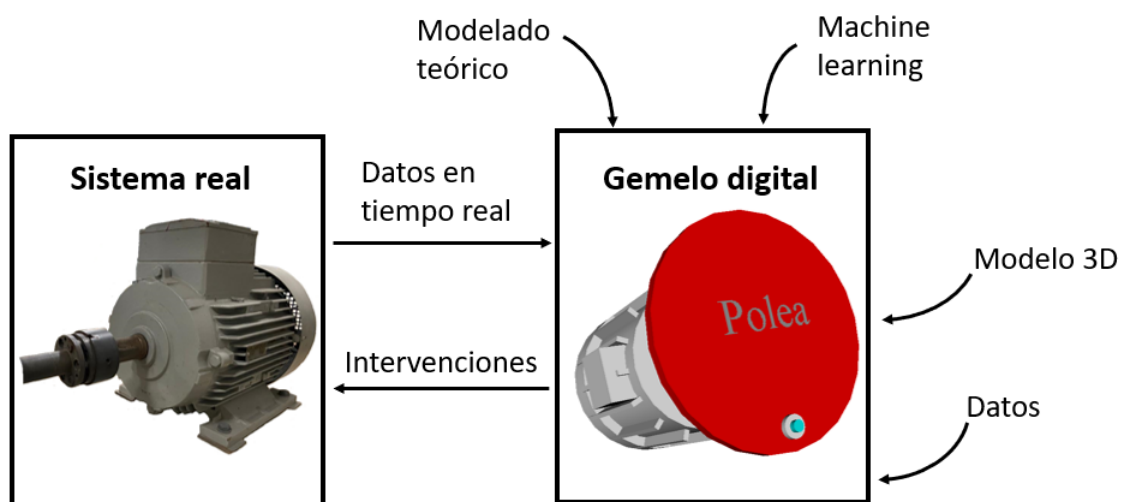 Modelado
teórico
Machine
learning
Sistema real
Datos en
tiempo real
Gemelo digital
Polea
Modelo 3D
Intervenciones
Datos